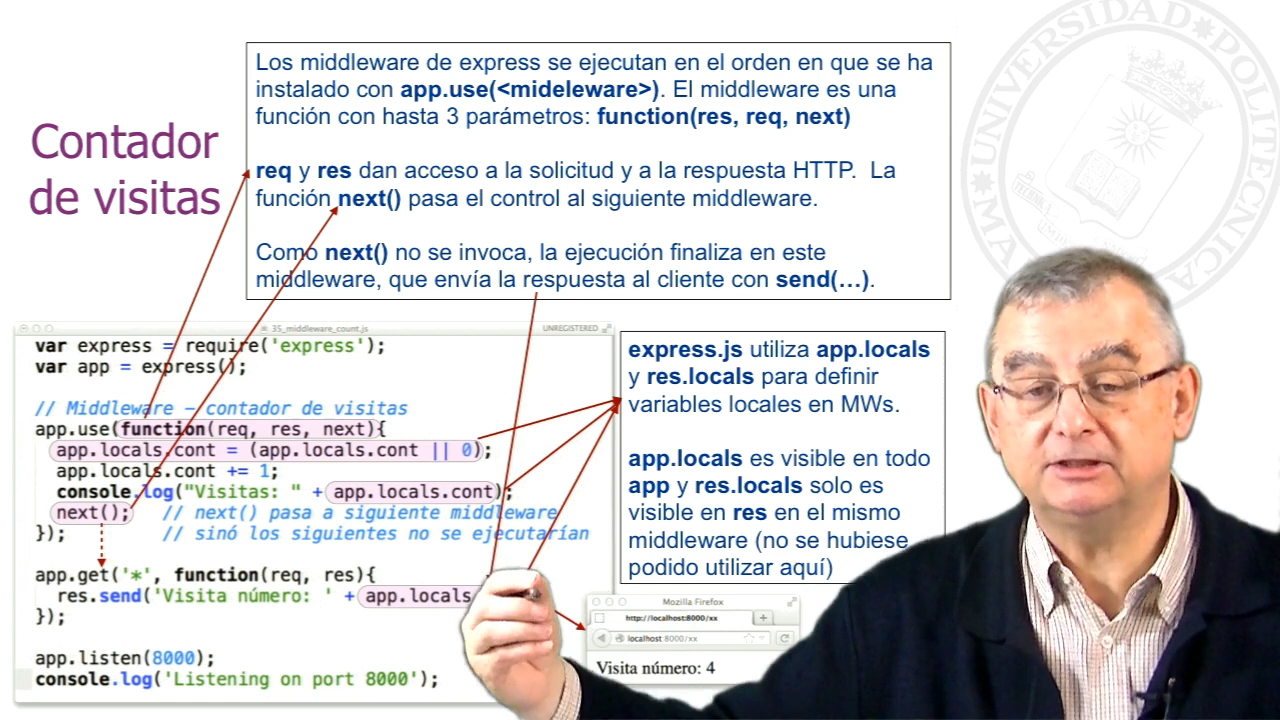 UNIVERSIDAD POLITECNICA
Contador
de visitas
Los middleware de express se ejecutan en el orden en que se ha
instalado con app.use(<mideleware>). El middleware es una
función con hasta 3 parámetros: function(res, req, next)
req y res dan acceso a la solicitud y a la respuesta HTTP. La
función next() pasa el control al siguiente middleware.
Como next() no se invoca, la ejecución finaliza en este
middleware, que envía la respuesta al cliente con send(…).
35_middleware_count.js
UNREGISTERED
var express = require('express');
var app = express();
// Middleware – contador de visitas
app.use(function(req, res, next){
app.locals.cont = (app.locals.cont || 0);
app.locals.cont += 1;
console.log("Visitas: " + app.locals.cont);
next(); // next() pasa a siguiente middleware
}); // sinó los siguientes no se ejecutarían
app.get('*', function(req, res){
res.send('Visita número: ' + app.locals
});
app.listen(8000);
console.log('Listening on port 8000');
express.js utiliza app.locals
y res.locals para definir
variables locales en MWs.
app.locals es visible en todo
app y res.locals solo es
visible en res en el mismo
middleware (no se hubiese
podido utilizar aquí)
Mozilla Firefox
http://localhost:8000/xx
localhost:8000/xx
Visita número: 4